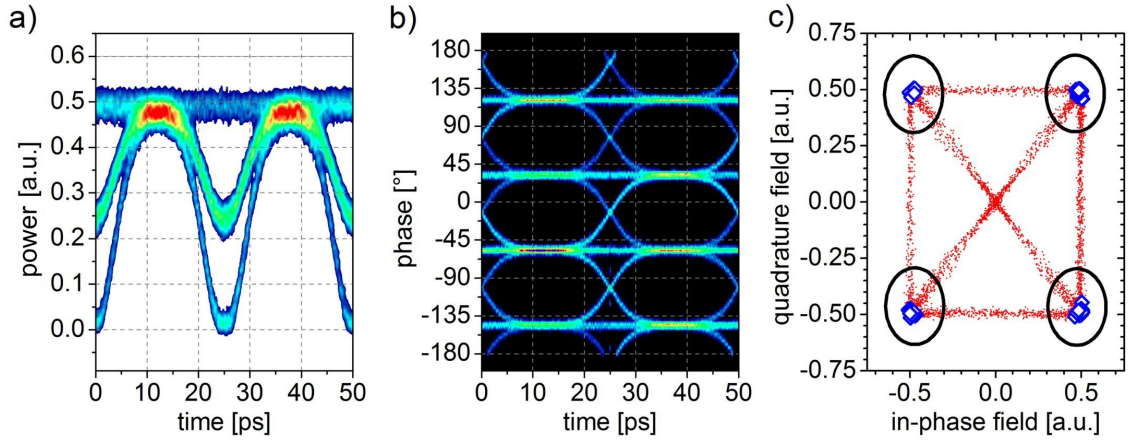 a)
0.6
0.5
0.4
0.3
0.2
0.1
0.0
power [a.u.]
0 10 20 30 40 50
time [ps]
b)
180
135
90
45
0
-45
-90
-135
-180
phase [°]
0 10 20 30 40 50
time [ps]
c)
0.75
0.50
0.25
0.00
-0.25
-0.50
-0.75
quadrature field [a.u.]
-0.5 0.0 0.5
in-phase field [a.u.]